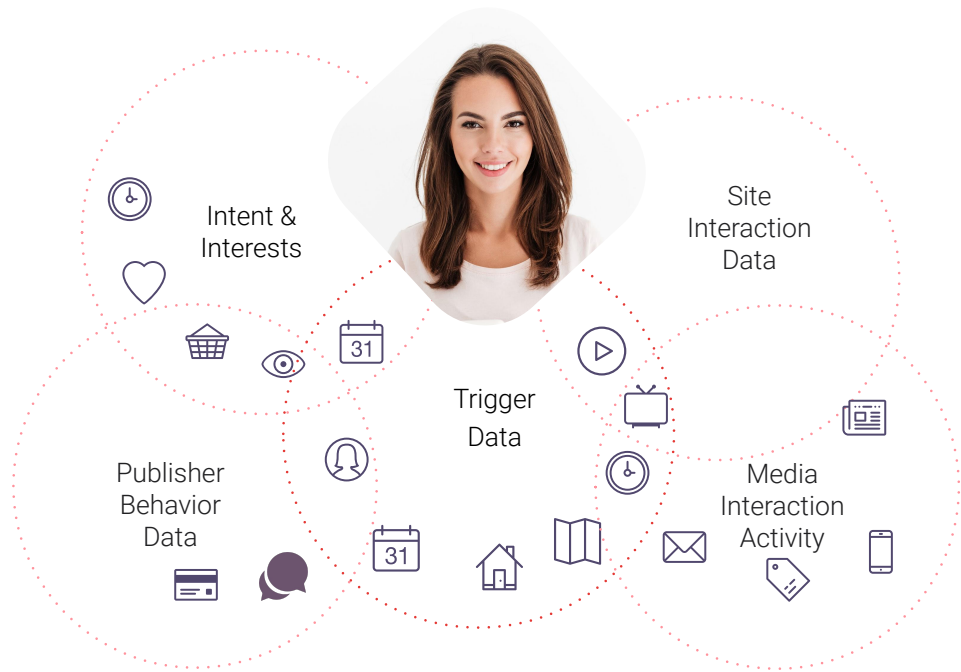 Intent &
Interests
Site
Interaction
Data
31
Trigger
Data
Publisher
Behavior
Data
Media
Interaction
Activity
31